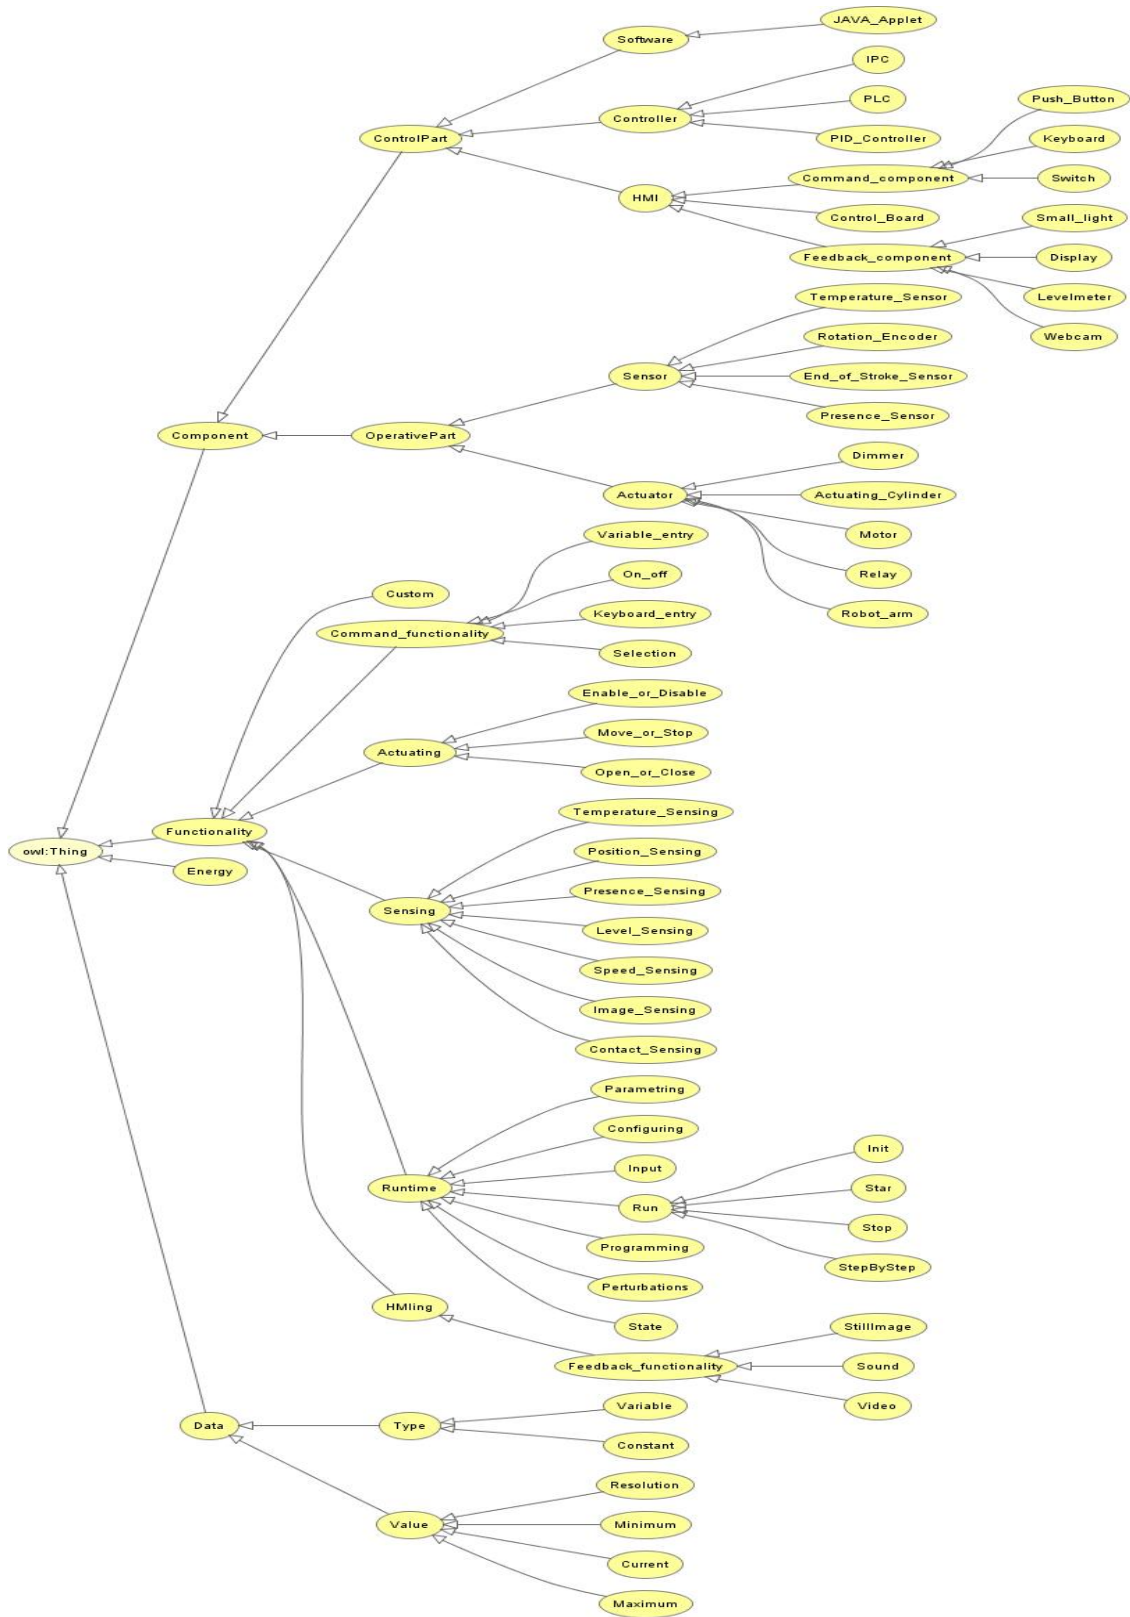 JAVA_Applet
Software
IPC
Controller
PLC
Push_Button
ControlPart
PID_Controller
Keyboard
Command_component
Switch
HMI
Control_Board
Small_light
Feedback_component
Display
Temperature_Sensor
Levelmeter
Rotation_Encoder
Webcam
Sensor
End_of_Stroke_Sensor
Presence_Sensor
Component
OperativePart
Dimmer
Actuator
Actuating_Cylinder
Variable_entry
Motor
On_off
Relay
Custom
Keyboard_entry
Robot_arm
Command_functionality
Selection
Enable_or_Disable
Move_or_Stop
Actuating
Open_or_Close
Temperature_Sensing
Functionality
owl:Thing
Position_Sensing
Energy
Presence_Sensing
Sensing
Level_Sensing
Speed_Sensing
Image_Sensing
Contact_Sensing
Parametring
Configuring
Init
Input
Runtime
Star
Run
Stop
Programming
StepByStep
Perturbations
HMIing
State
StillImage
Feedback_functionality
Sound
Variable
Video
Data
Type
Constant
Resolution
Value
Minimum
Current
Maximum